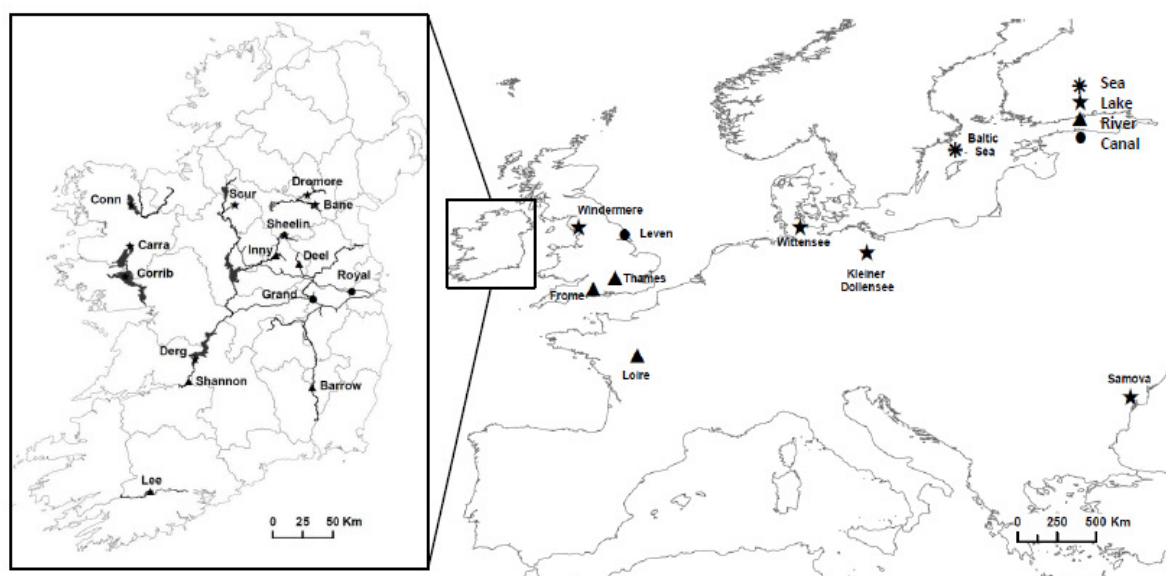 Conn
Scur
Dromore
Bane
Sheelin
Carra
Inny
Deel
Corrib
Royal
Grand
Derg
Shannon
Barrow
Lee
0 25 50 Km
Sea
Lake
River
Canal
Baltic
Sea
Windermere
Leven
Wittensee
Kleiner
Dollensee
Thames
Frome
Loire
Samova
0 250 500 Km